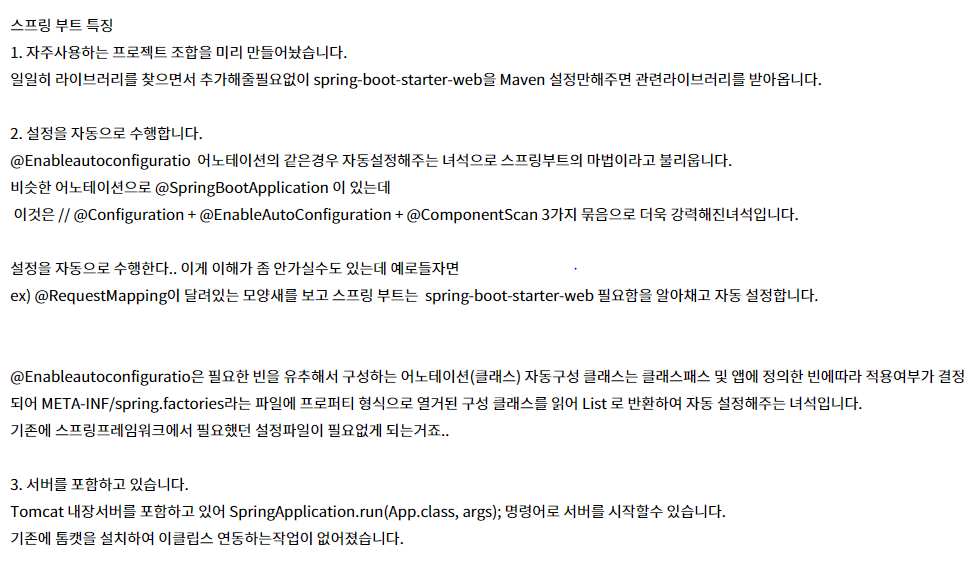 스프링 부트 특징
1. 자주사용하는 프로젝트 조합을 미리 만들어놨습니다.
일일히 라이브러리를 찾으면서 추가해줄필요없이 spring-boot-starter-web을 Maven 설정만해주면 관련라이브러리를 받아옵니다.
2. 설정을 자동으로 수행합니다.
@Enableautoconfiguratio 어노테이션의 같은경우 자동설정해주는 녀석으로 스프링부트의 마법이라고 불리웁니다.
비슷한 어노테이션으로 @SpringBootApplication 이 있는데
이것은 // @Configuration + @EnableAutoConfiguration + @ComponentScan 3가지 묶음으로 더욱 강력해진녀석입니다.
설정을 자동으로 수행한다.. 이게 이해가 좀 안가실수도 있는데 예로들자면
ex) @RequestMapping이 달려있는 모양새를 보고 스프링 부트는 spring-boot-starter-web 필요함을 알아채고 자동 설정합니다.
@Enableautoconfiguratio은 필요한 빈을 유추해서 구성하는 어노테이션(클래스) 자동구성 클래스는 클래스패스 및 앱에 정의한 빈에따라 적용여부가 결정
되어 META-INF/spring.factories라는 파일에 프로퍼티 형식으로 열거된 구성 클래스를 읽어 List 로 반환하여 자동 설정해주는 녀석입니다.
기존에 스프링프레임워크에서 필요했던 설정파일이 필요없게 되는거죠..
3. 서버를 포함하고 있습니다.
Tomcat 내장서버를 포함하고 있어 SpringApplication.run(App.class, args); 명령어로 서버를 시작할수 있습니다.
기존에 톰캣을 설치하여 이클립스 연동하는작업이 없어졌습니다.